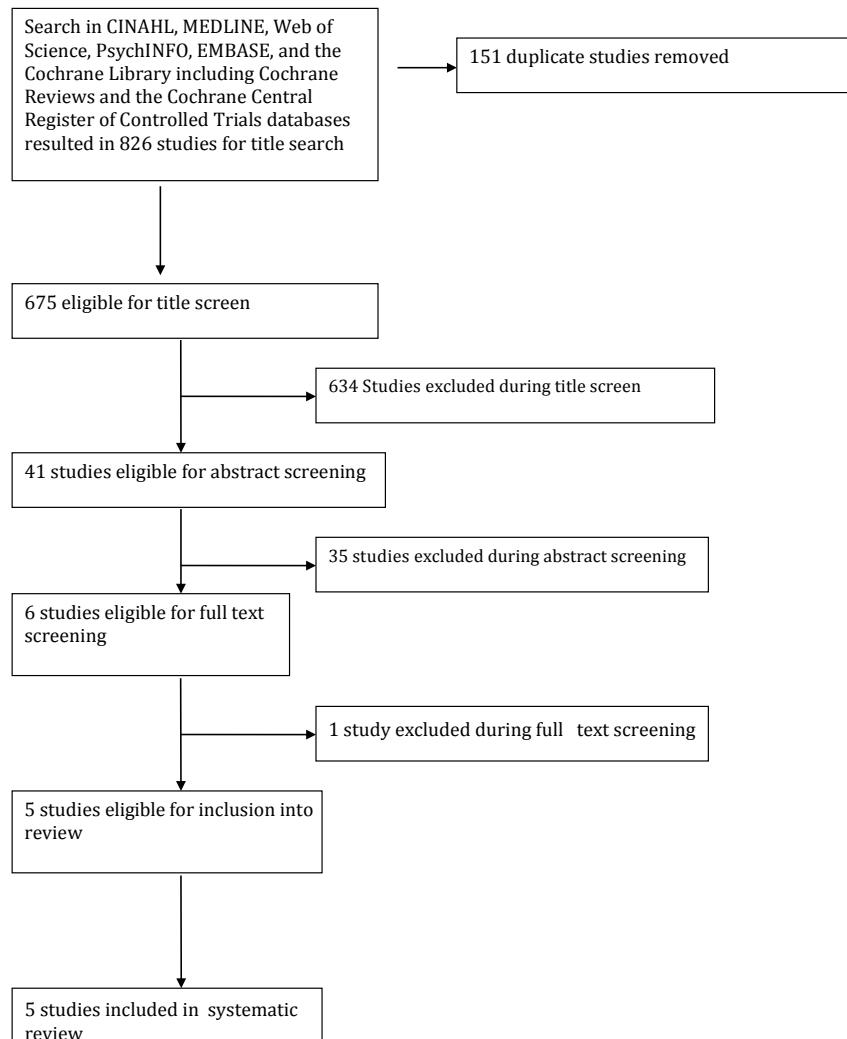 Search in CINAHL, MEDLINE, Web of
Science, PsychINFO, EMBASE, and the
Cochrane Library including Cochrane
Reviews and the Cochrane Central
Register of Controlled Trials databases
resulted in 826 studies for title search
151 duplicate studies removed
675 eligible for title screen
634 Studies excluded during title screen
41 studies eligible for abstract screening
35 studies excluded during abstract screening
6 studies eligible for full text
screening
1 study excluded during full text screening
5 studies eligible for inclusion into
review
5 studies included in systematic
review